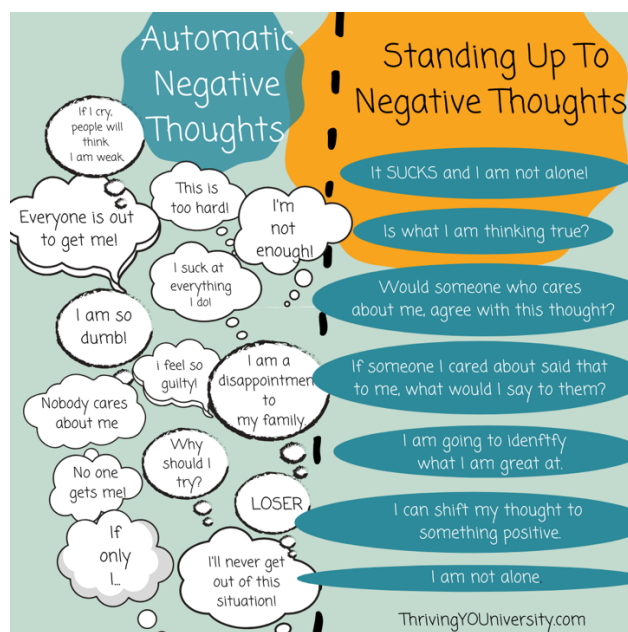 Automatic
Negative
Thoughts
If I cry,
people will
think
I am weak
This is
too hard!
Everyone is out
to get me!
I'm
not
enough!
I suck at
everything
I do!
I am so
dumb!
I feel so
guilty!
I am a
disappointment
to
my family.
Nobody cares
about me
Why
should I
try?
No one
gets me!
LOSER
If
only
I...
I'll never get
out of this
situation!
Standing Up To
Negative Thoughts
It SUCKS and I am not alone!
Is what I am thinking true?
Would someone who cares
about me, agree with this thought?
If someone I cared about said that
to me, what would I say to them?
I am going to idenftfy
what I am great at.
I can shift my thought to
something positive.
I am not alone.
ThrivingYOUniversity.com